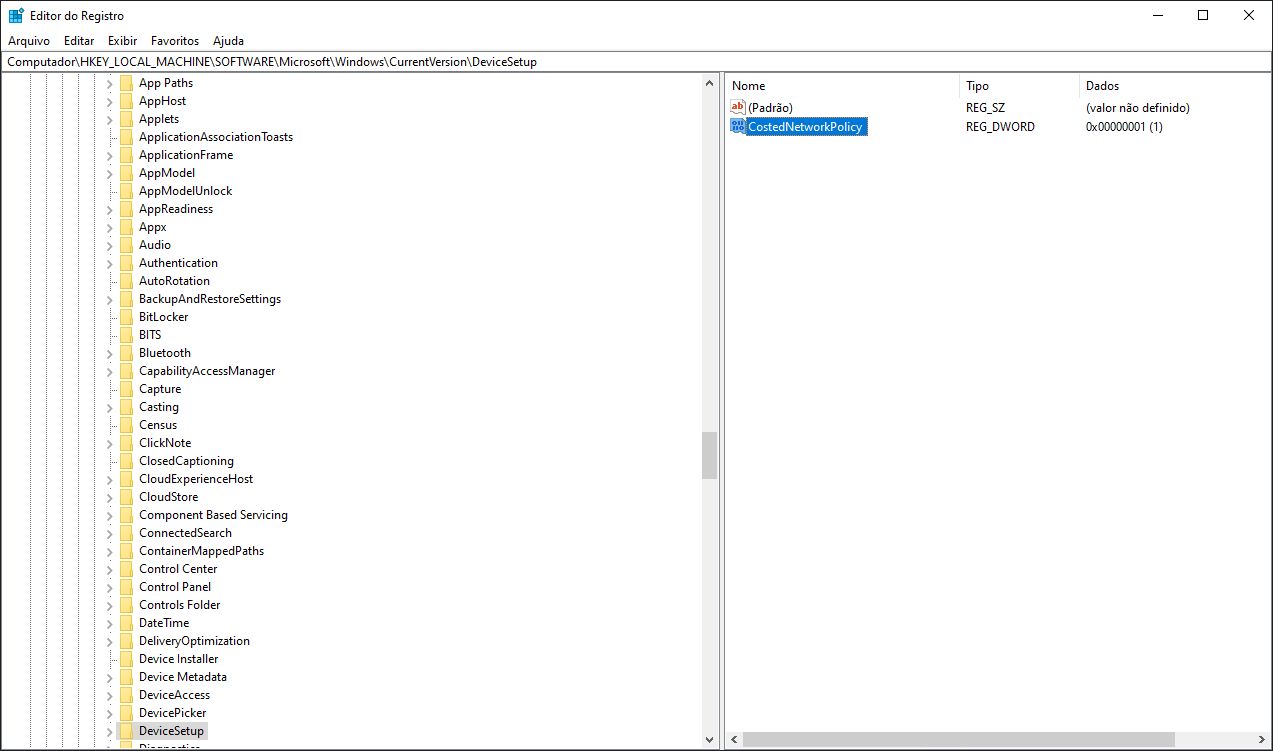 Editor do Registro
Arquivo Editar Exibir Favoritos Ajuda
Computador\HKEY_LOCAL_MACHINE\SOFTWARE\Microsoft\Windows\CurrentVersion\DeviceSetup
App Paths
AppHost
Applets
ApplicationAssociationToasts
ApplicationFrame
AppModel
AppModelUnlock
AppReadiness
Appx
Audio
Authentication
AutoRotation
BackupAndRestoreSettings
BitLocker
BITS
Bluetooth
CapabilityAccessManager
Capture
Casting
Census
ClickNote
ClosedCaptioning
CloudExperienceHost
CloudStore
Component Based Servicing
ConnectedSearch
ContainerMappedPaths
Control Center
Control Panel
Controls Folder
DateTime
DeliveryOptimization
Device Installer
Device Metadata
DeviceAccess
DevicePicker
DeviceSetup
Diagnostics
Nome Tipo Dados
ab (Padrão) REG_SZ (valor não definido)
CostedNetworkPolicy REG_DWORD 0x00000001 (1)